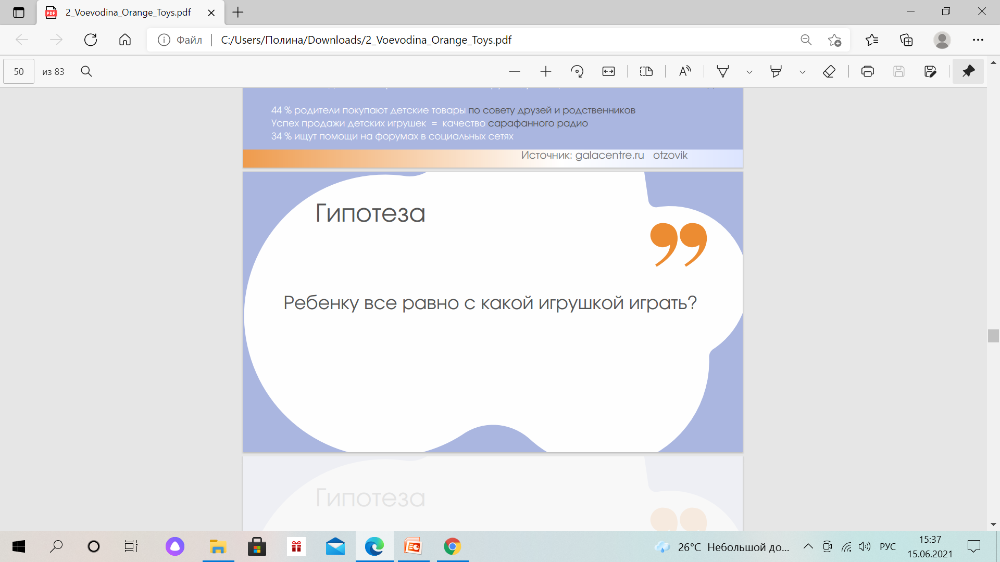 2_Voevodina_Orange_Toys.pdf
Файл
C:/Users/Полина/Downloads/2_Voevodina_Orange_Toys.pdf
50 из 83
44 % родители покупают детские товары по совету друзей и родственников
Успех продажи детских игрушек = качество сарафанного радио
34 % ищут помощи на форумах в социальных сетях
Источник: galacentre.ru otzovik
Гипотеза
Ребенку все равно с какой игрушкой играть?
Гипотеза
26°C Небольшой до...
РУС
15:37
15.06.2021